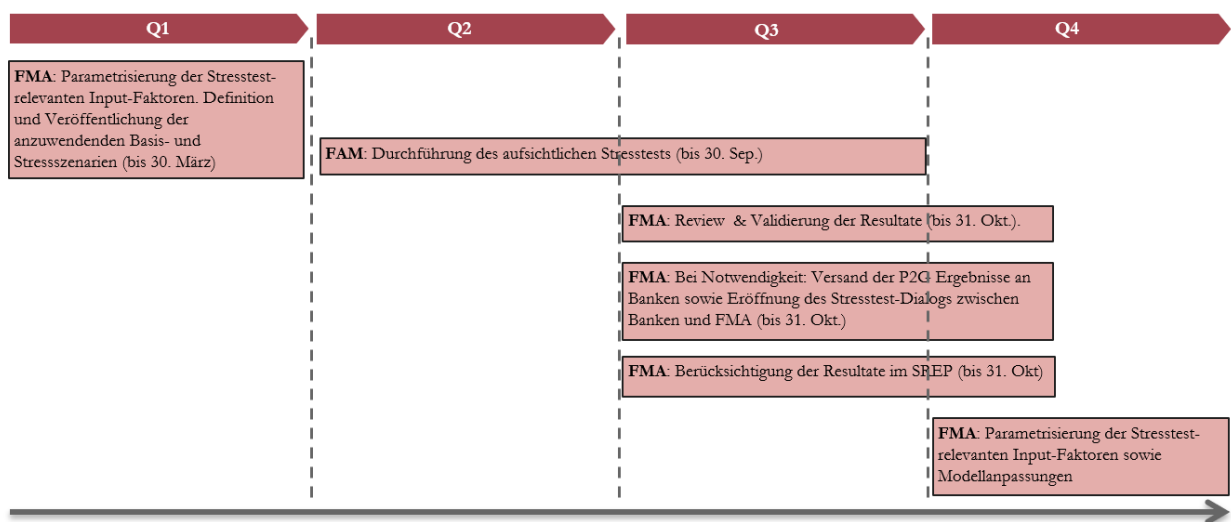 Q1
Q2
Q3
Q4
FMA: Parametrisierung der Stresstest-
relevanten Input-Faktoren. Definition
und Veröffentlichung der
anzuwendenden Basis- und
Stressszenarien (bis 30. März)
FAM: Durchführung des aufsichtlichen Stresstests (bis 30. Sep.)
FMA: Review & Validierung der Resultate (bis 31. Okt.).
FMA: Bei Notwendigkeit: Versand der P2G Ergebnisse an
Banken sowie Eröffnung des Stresstest-Dialogs zwischen
Banken und FMA (bis 31. Okt.)
FMA: Berücksichtigung der Resultate im SREP (bis 31. Okt)
FMA: Parametrisierung der Stresstest-
relevanten Input-Faktoren sowie
Modellanpassungen